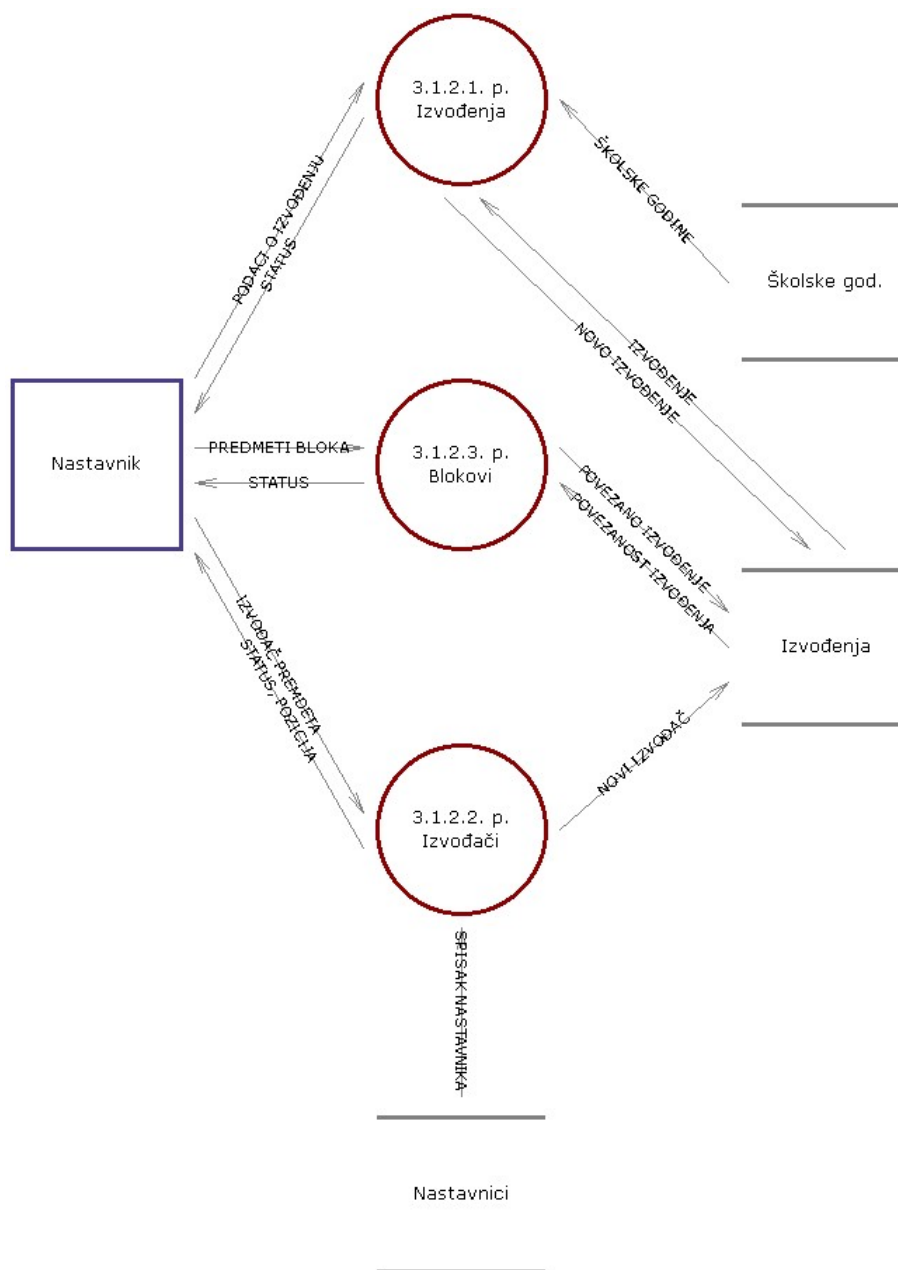 3.1.2.1. p.
Izvođenja
PODACI O IZVOĐENJU
STATUS
ŠKOLSKE GODINE
Školske god.
NOVO IZVOĐENJE
IZVOĐENJE
Nastavnik
PREDMETI BLOKA
STATUS
3.1.2.3. p.
Blokovi
POVEZANO IZVOĐENJE
POVEZANOST IZVOĐENJA
Izvođenja
IZVOĐAČ PREMDETA
STATUS, POZICIJA
3.1.2.2. p.
Izvođači
NOVI IZVOĐAČ
SPISAK NASTAVNIKA
Nastavnici